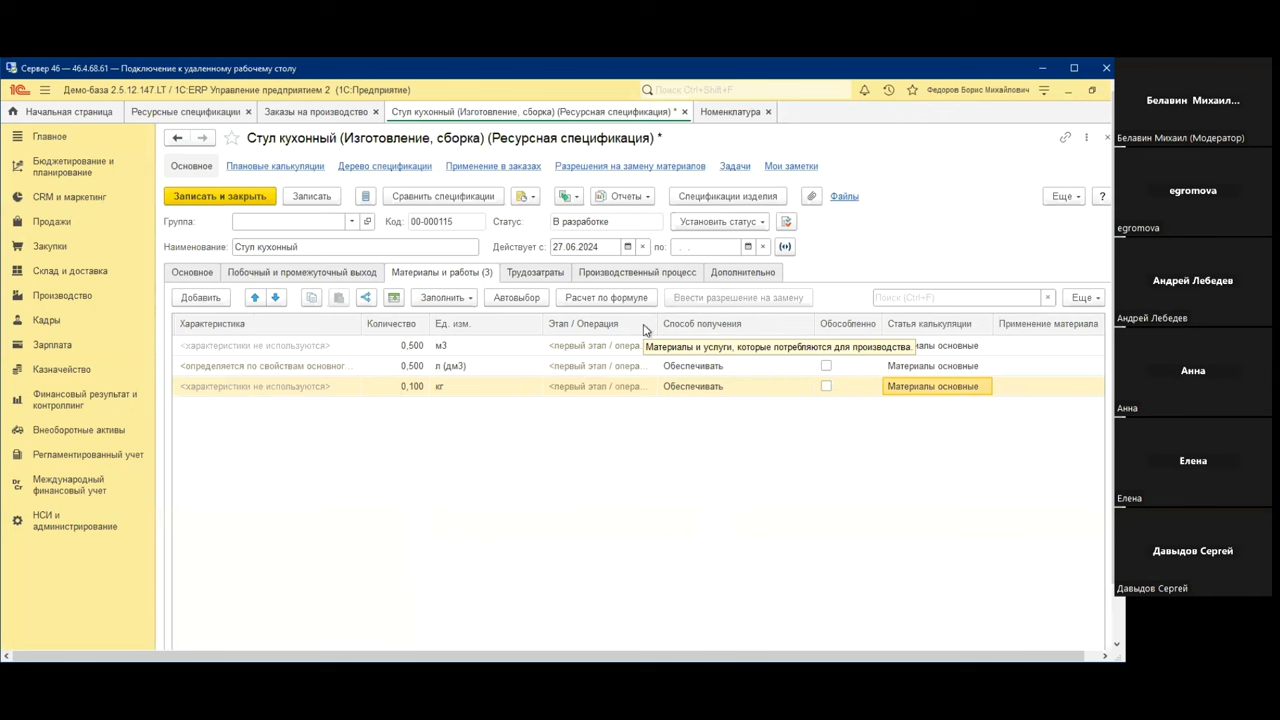 Сервер 46 — 46.4.68.61 — Подключение к удаленному рабочему столу
Демо-база 2.5.12.147.LT / 1С:ERP Управление предприятием 2 (1С:Предприятие)
Поиск Ctrl+Shift+F
Федоров Борис Михайлович
Начальная страница
Ресурсные спецификации ×
Заказы на производство ×
Стул кухонный (Изготовление, сборка) (Ресурсная спецификация) * ×
Номенклатура ×
Главное
Бюджетирование и планирование
CRM и маркетинг
Продажи
Закупки
Склад и доставка
Производство
Кадры
Зарплата
Казначейство
Финансовый результат и контроллинг
Внеоборотные активы
Регламентированный учет
Международный финансовый учет
НСИ и администрирование
Стул кухонный (Изготовление, сборка) (Ресурсная спецификация) *
Основное Плановые калькуляции Дерево спецификации Применение в заказах Разрешения на замену материалов Задачи Мои заметки
Записать и закрыть Записать Сравнить спецификации Отчеты Спецификации изделия Файлы Еще ?
Группа: Код: 00-000115 Статус: В разработке Установить статус
Наименование: Стул кухонный Действует с: 27.06.2024 по: . .
Основное Побочный и промежуточный выход Материалы и работы (3) Трудозатраты Производственный процесс Дополнительно
Добавить Заполнить Автовыбор Расчет по формуле Ввести разрешение на замену Поиск (Ctrl+F) × Еще
Характеристика Количество Ед. изм. Этап / Операция Способ получения Обособленно Статья калькуляции Применение материала
<характеристики не используются> 0,500 м3 <первый этап / опера... Материалы и услуги, которые потребляются для производства. алы основные
<определяется по свойствам основног... 0,500 л (дм3) <первый этап / опера... Обеспечивать Материалы основные
<характеристики не используются> 0,100 кг <первый этап / опера... Обеспечивать Материалы основные
Белавин Михаил...
Белавин Михаил (Модератор)
egromova
egromova
Андрей Лебедев
Андрей Лебедев
Анна
Анна
Елена
Елена
Давыдов Сергей
Давыдов Сергей